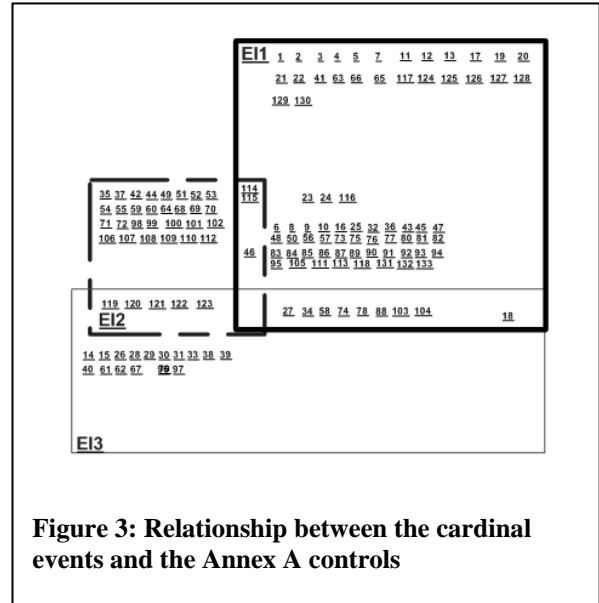 EI1 1 2 3 4 5 7 11 12 13 17 19 20
21 22 41 63 66 65 117 124 125 126 127 128
129 130
114
115
23 24 116
35 37 42 44 49 51 52 53
54 55 59 60 64 68 69 70
71 72 98 99 100 101 102
106 107 108 109 110 112
6 8 9 10 16 25 32 36 43 45 47
48 50 56 57 73 75 76 77 80 81 82
46
83 84 85 86 87 89 90 91 92 93 94
95 105 111 113 118 131 132 133
119 120 121 122 123
EI2
27 34 58 74 78 88 103 104
18
14 15 26 28 29 30 31 33 38 39
40 61 62 67 97
EI3
Figure 3: Relationship between the cardinal
events and the Annex A controls